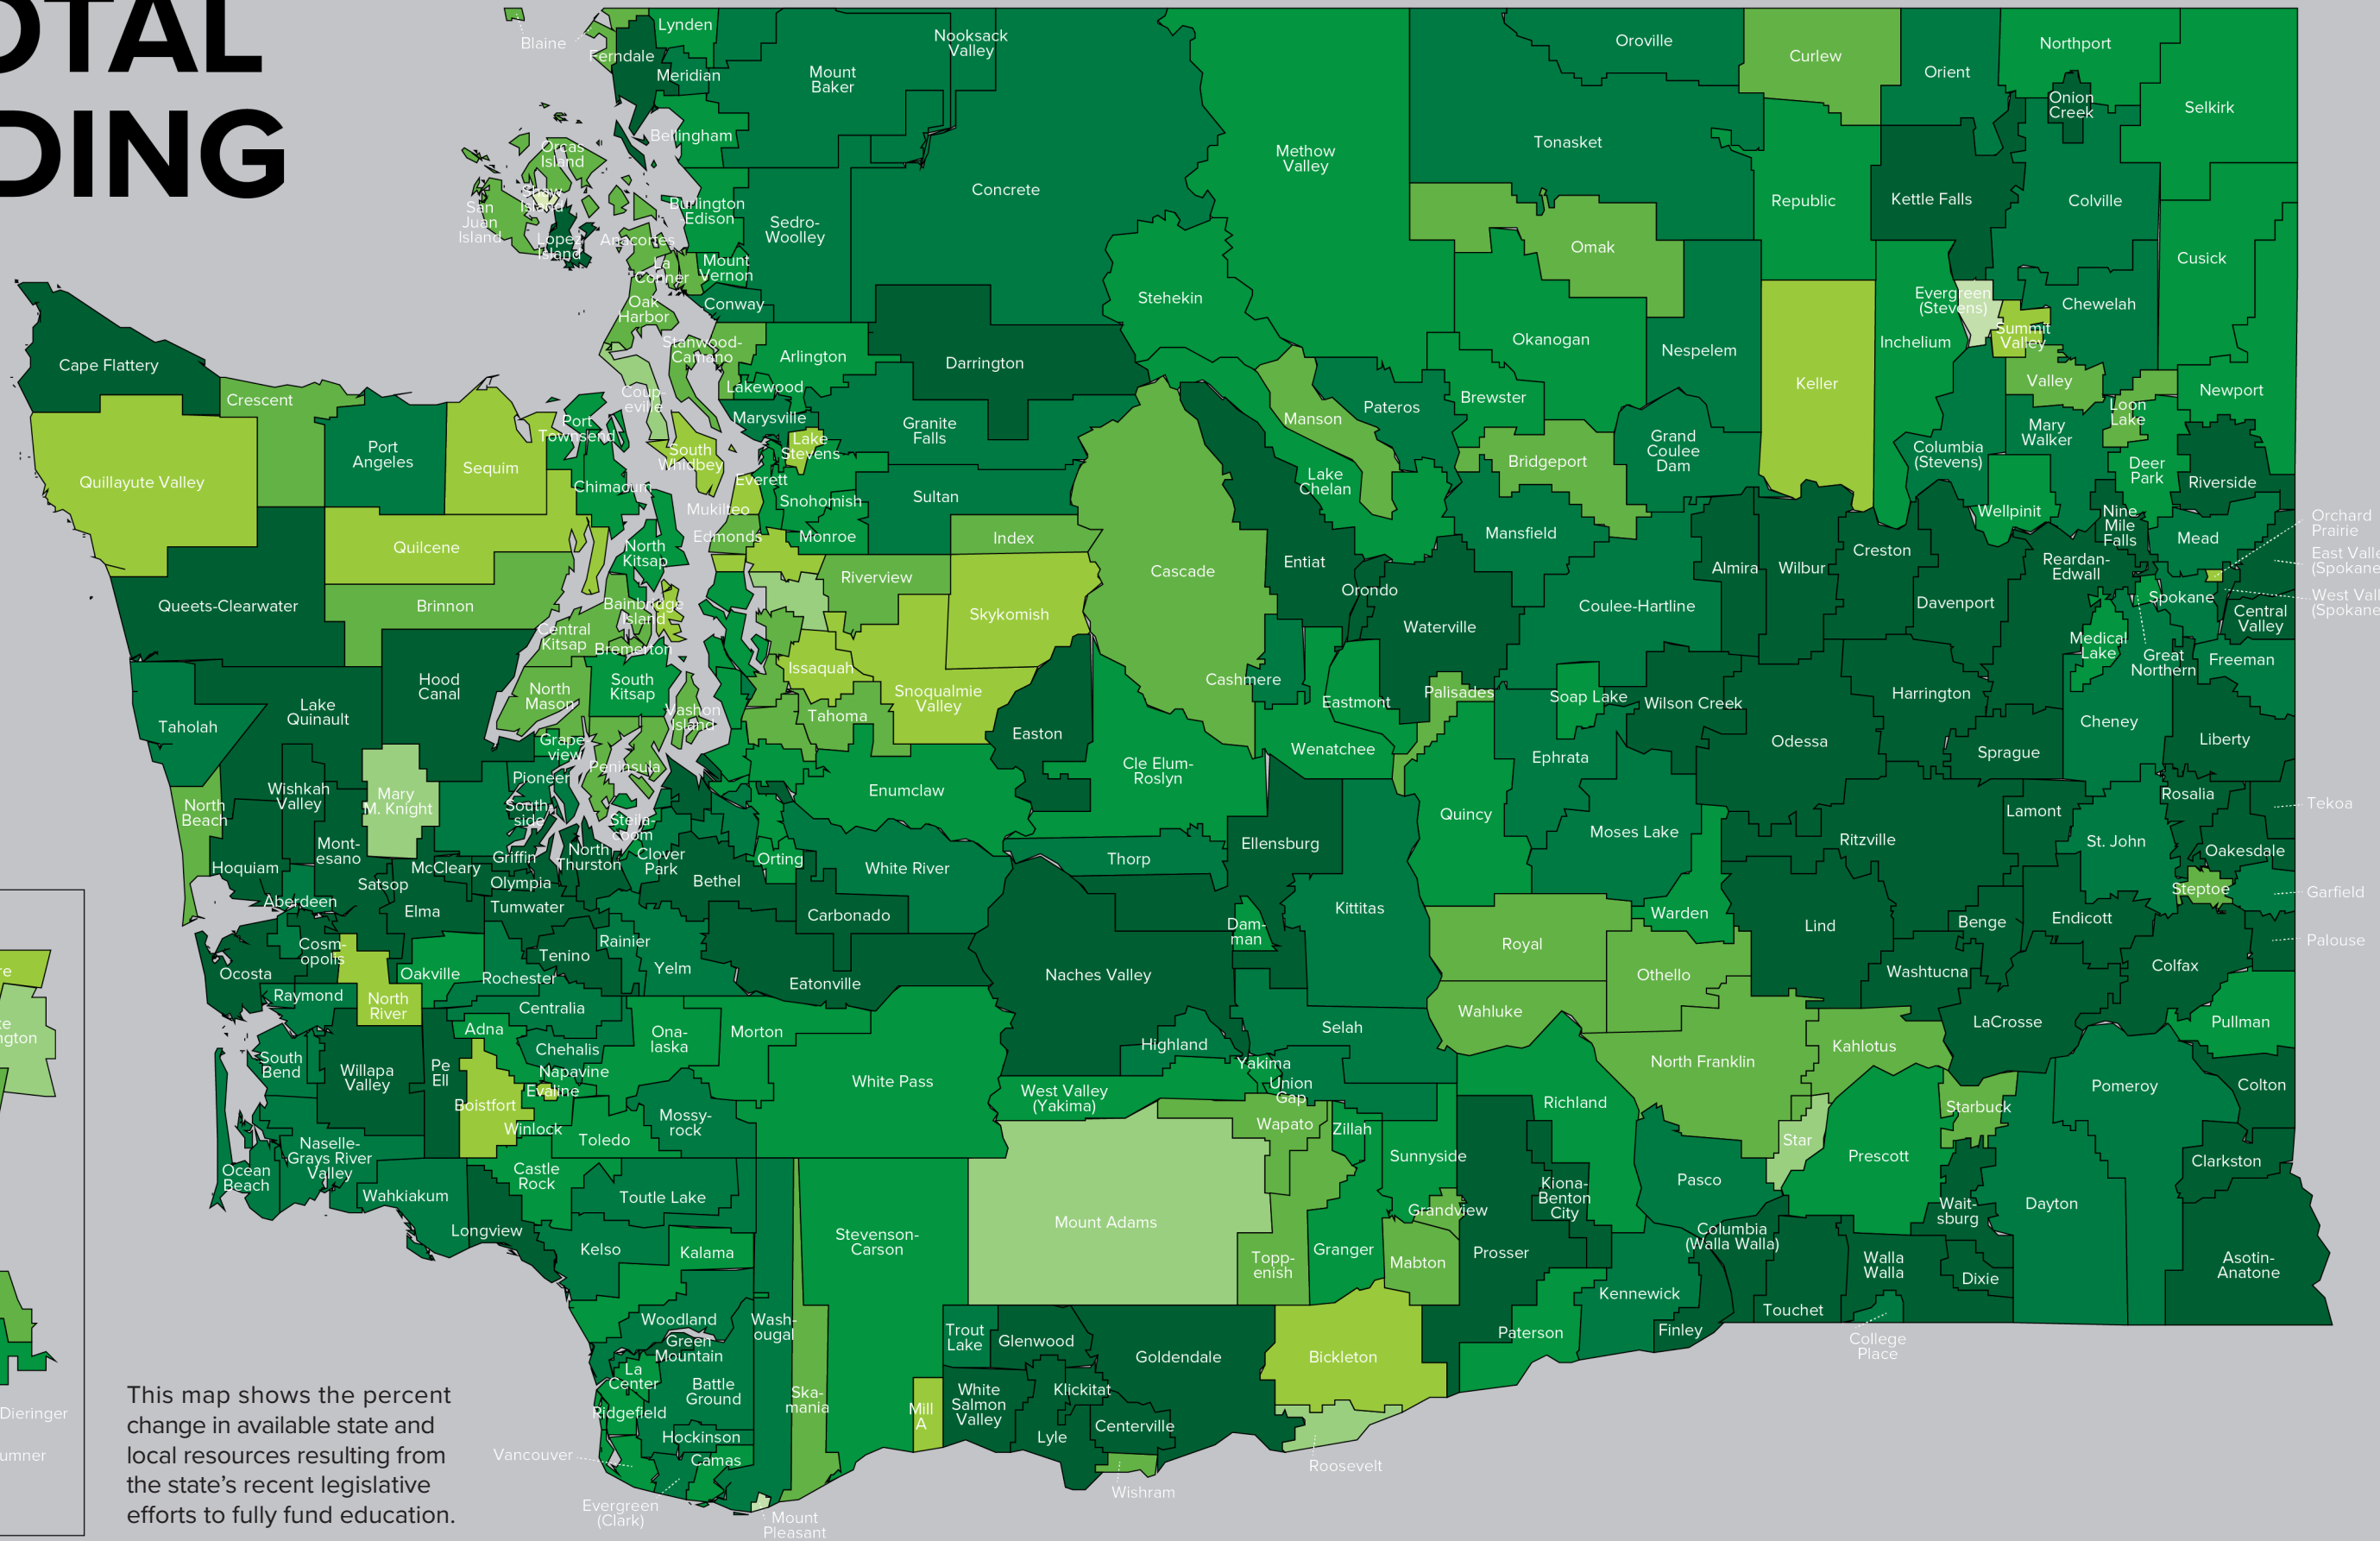 OTAL
DING
Blaine
Lynden
Ferndale
Meridian
Mount
Baker
Nooksack
Valley
Bellingham
Orcas
Island
Shaw
Island
San
Juan
Island
Lopez
Island
Anacortes
Burlington
-Edison
Sedro-
Woolley
Concrete
La
Conner
Mount
Vernon
Conway
Oak
Harbor
Stanwood-
Camano
Arlington
Lakewood
Darrington
Coup-
eville
Marysville
Granite
Falls
Lake
Stevens
South
Whidbey
Everett
Snohomish
Sultan
Mukilteo
Edmonds
Monroe
Index
Riverview
Skykomish
Issaquah
Snoqualmie
Valley
Tahoma
Enumclaw
Easton
Cape Flattery
Crescent
Port
Angeles
Sequim
Port
Townsend
Chimacum
Quillayute Valley
Quilcene
Brinnon
Queets-Clearwater
North
Kitsap
Bainbridge
Island
Central
Kitsap
Bremerton
South
Kitsap
North
Mason
Vashon
Island
Hood
Canal
Lake
Quinault
Taholah
Grape
view
Pioneer
Peninsula
South-
side
Steila-
coom
North
Beach
Wishkah
Valley
Mary
M. Knight
Mont-
esano
McCleary
Satsop
Griffin
North
Thurston
Clover
Park
Bethel
Orting
White River
Carbonado
Hoquiam
Aberdeen
Elma
Olympia
Tumwater
Cosm-
opolis
Ocosta
Raymond
North
River
Oakville
Rochester
Tenino
Rainier
Yelm
Eatonville
Centralia
Adna
Chehalis
Napavine
Evaline
Boistfort
Winlock
Toledo
Ona-
laska
Morton
Mossy-
rock
White Pass
South
Bend
Willapa
Valley
Pe
Ell
Naselle-
Grays River
Valley
Ocean
Beach
Wahkiakum
Castle
Rock
Toutle Lake
Longview
Kelso
Kalama
Woodland
Green
Mountain
La
Center
Battle
Ground
Ridgefield
Hockinson
Camas
Vancouver
Evergreen
(Clark)
Mount
Pleasant
Wash-
ougal
Ska-
mania
Stevenson-
Carson
Mill
A
Trout
Lake
Glenwood
White
Salmon
Valley
Klickitat
Lyle
Centerville
Goldendale
Wishram
Roosevelt
Bickleton
Methow
Valley
Stehekin
Manson
Pateros
Lake
Chelan
Cascade
Entiat
Orondo
Cashmere
Eastmont
Wenatchee
Waterville
Palisades
Cle Elum-
Roslyn
Thorp
Ellensburg
Kittitas
Dam-
man
Naches Valley
Highland
Selah
Yakima
Union
Gap
West Valley
(Yakima)
Wapato
Zillah
Mount Adams
Topp-
enish
Granger
Sunnyside
Grandview
Mabton
Oroville
Tonasket
Omak
Okanogan
Brewster
Bridgeport
Mansfield
Nespelem
Grand
Coulee
Dam
Curlew
Republic
Keller
Orient
Kettle Falls
Inchelium
Evergreen
(Stevens)
Summit
Valley
Valley
Northport
Onion
Creek
Colville
Chewelah
Selkirk
Cusick
Newport
Loon
Lake
Mary
Walker
Columbia
(Stevens)
Deer
Park
Riverside
Wellpinit
Nine
Mile
Falls
Mead
Orchard
Prairie
East Valle
(Spokane
West Vall
(Spokane
Spokane
Central
Valley
Great
Northern
Medical
Lake
Freeman
Cheney
Liberty
Reardan-
Edwall
Davenport
Creston
Wilbur
Almira
Coulee-Hartline
Soap Lake
Wilson Creek
Ephrata
Quincy
Moses Lake
Odessa
Harrington
Sprague
Lamont
Rosalia
Tekoa
St. John
Oakesdale
Steptoe
Garfield
Palouse
Ritzville
Warden
Royal
Othello
Wahluke
Lind
Benge
Endicott
Washtucna
Colfax
LaCrosse
Pullman
Colton
North Franklin
Kahlotus
Richland
Star
Starbuck
Prescott
Pomeroy
Clarkston
Pasco
Kiona-
Benton
City
Prosser
Columbia
(Walla Walla)
Kennewick
Finley
Paterson
Touchet
Walla
Walla
College
Place
Wait-
sburg
Dixie
Dayton
Asotin-
Anatone
re
ke
ngton
Dieringer
umner
This map shows the percent
change in available state and
local resources resulting from
the state's recent legislative
efforts to fully fund education.